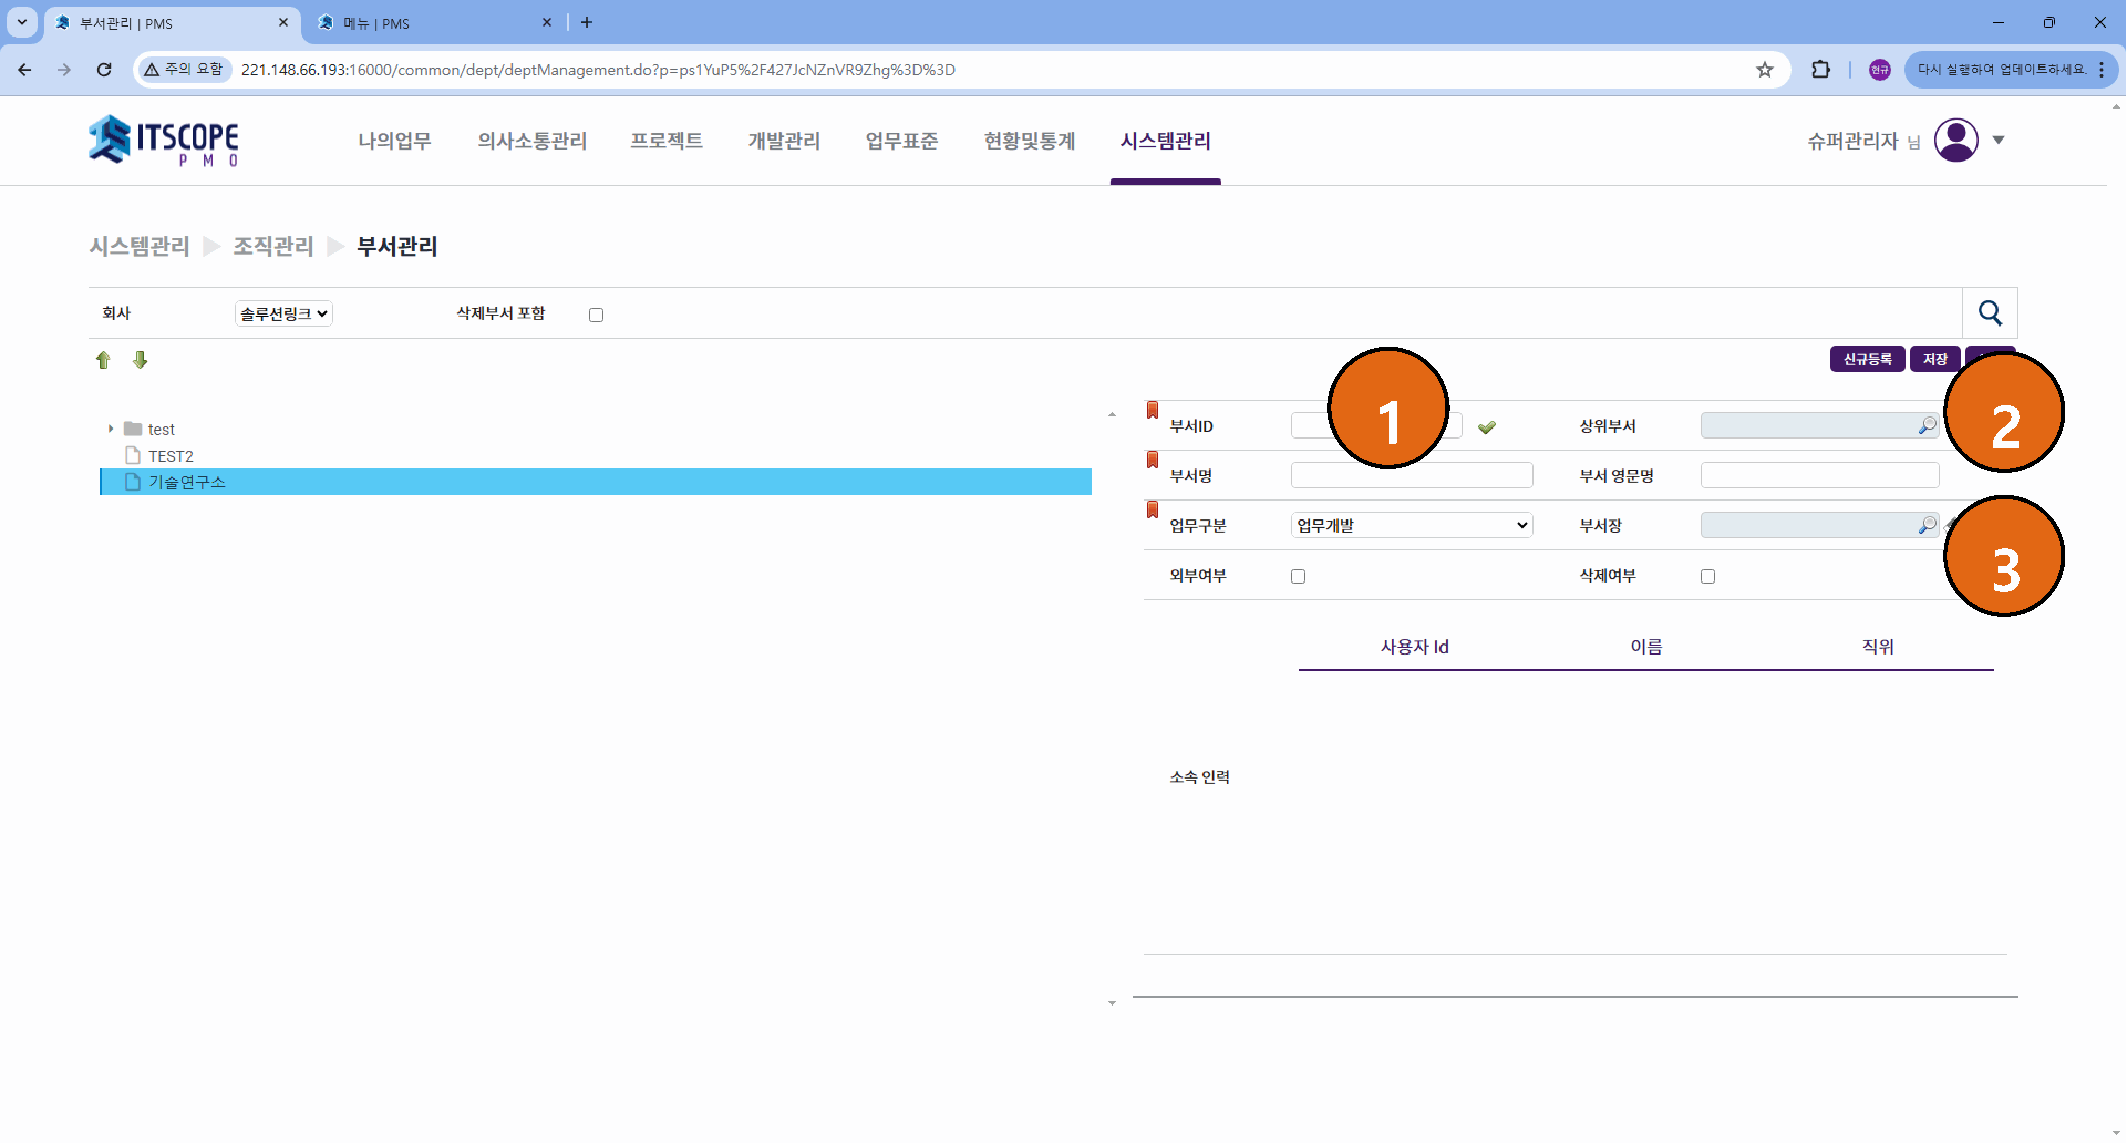 부서관리 | PMS
메뉴 | PMS
주의 요함
221.148.66.193:16000/common/dept/deptManagement.do?p=ps1YuP5%2F427JcNZnVR9Zhg%3D%3D
현규
다시 실행하여 업데이트하세요.
ITSCOPE
PMO
나의업무
의사소통관리
프로젝트
개발관리
업무표준
현황및통계
시스템관리
슈퍼관리자 님
시스템관리 조직관리 부서관리
회사
솔루션링크
삭제부서 포함
신규등록
저장
test
TEST2
기술연구소
부서ID
1
상위부서
2
부서명
부서 영문명
업무구분
업무개발
부서장
3
외부여부
삭제여부
사용자 Id
이름
직위
소속 인력